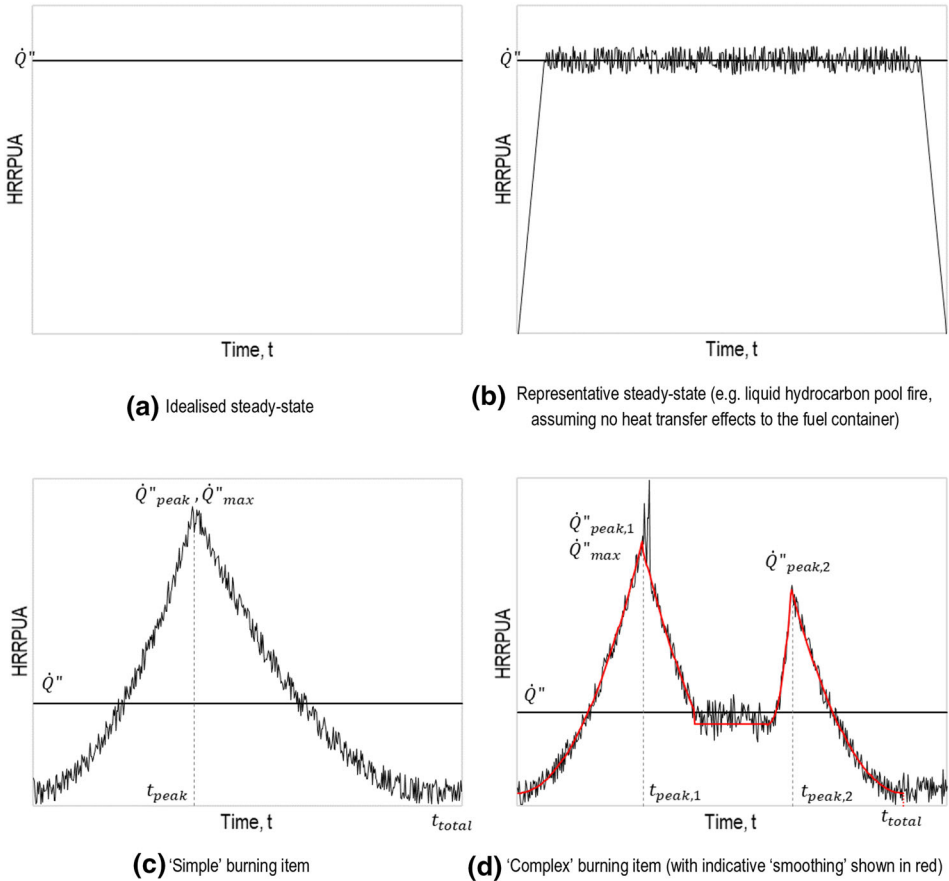 Q̇"
HRRPUA
Time, t
(a) Idealised steady-state
Q̇"
HRRPUA
Time, t
(b) Representative steady-state (e.g. liquid hydrocarbon pool fire,
assuming no heat transfer effects to the fuel container)
Q̇"peak , Q̇"max
HRRPUA
Q̇"
tpeak
Time, t
ttotal
(c) 'Simple' burning item
Q̇"peak,1
Q̇"max
Q̇"peak,2
HRRPUA
Q̇"
tpeak,1
tpeak,2
Time, t
ttotal
(d) 'Complex' burning item (with indicative 'smoothing' shown in red)